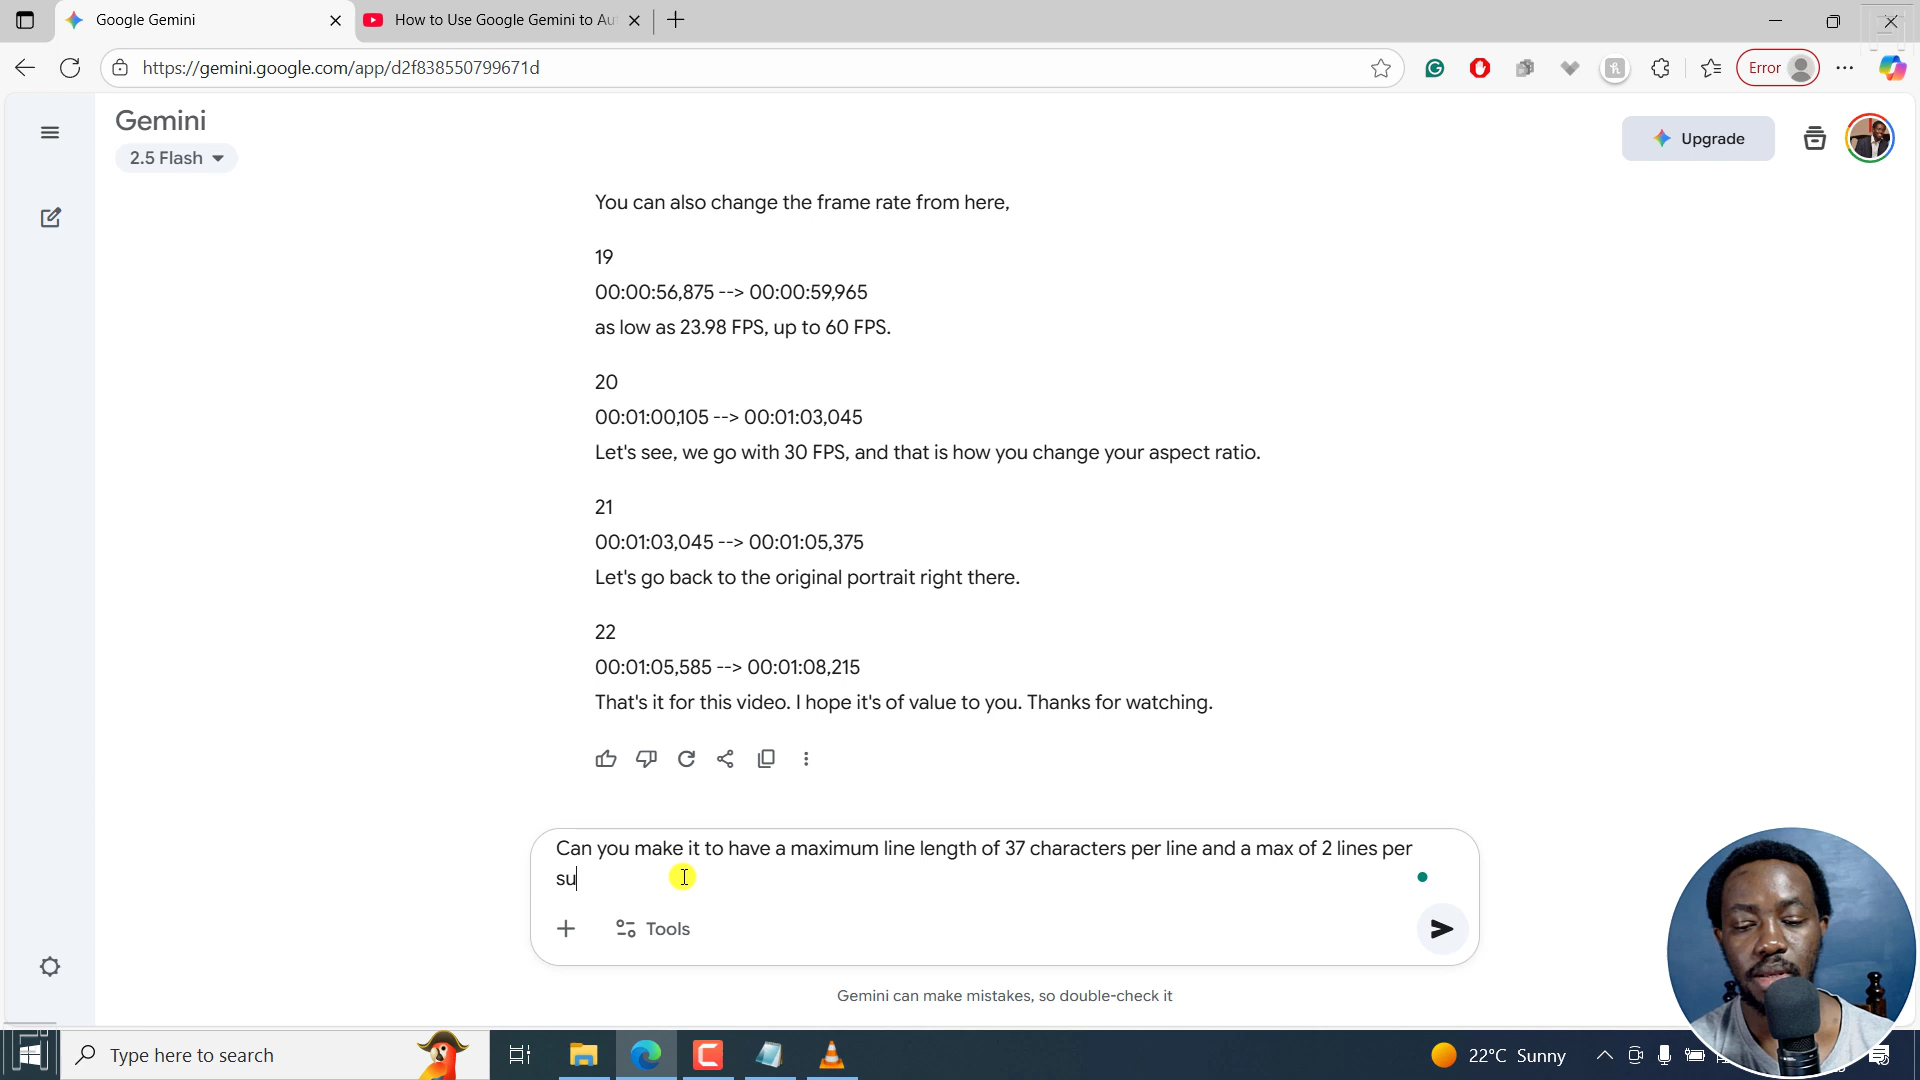 Google Gemini
How to Use Google Gemini to Au
https://gemini.google.com/app/d2f838550799671d
Error
Gemini
2.5 Flash
Upgrade
You can also change the frame rate from here,
19
00:00:56,875 --> 00:00:59,965
as low as 23.98 FPS, up to 60 FPS.
20
00:01:00,105 --> 00:01:03,045
Let's see, we go with 30 FPS, and that is how you change your aspect ratio.
21
00:01:03,045 --> 00:01:05,375
Let's go back to the original portrait right there.
22
00:01:05,585 --> 00:01:08,215
That's it for this video. I hope it's of value to you. Thanks for watching.
Can you make it to have a maximum line length of 37 characters per line and a max of 2 lines per
su
Tools
Gemini can make mistakes, so double-check it
Type here to search
22°C Sunny